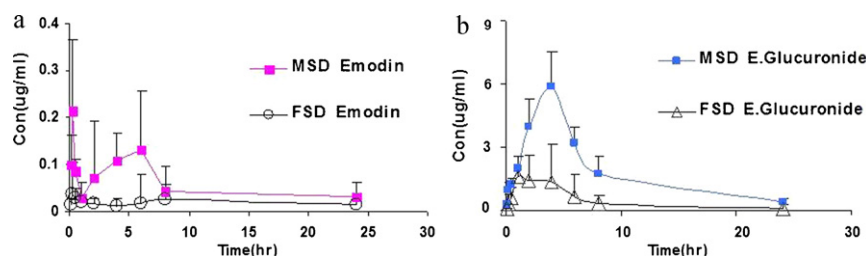 a
0.4
0.3
0.2
0.1
0
Con(ug/ml)
MSD Emodin
FSD Emodin
0 5 10 15 20 25 30
Time(hr)
b
9
6
3
0
Con(ug/ml)
MSD E.Glucuronide
FSD E.Glucuronide
0 10 20 30
Time(hr)